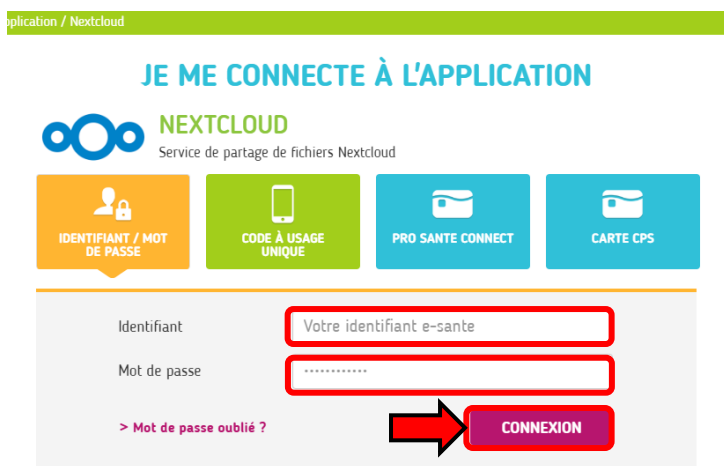 pplication / Nextcloud
JE ME CONNECTE À L'APPLICATION
NEXTCLOUD
Service de partage de fichiers Nextcloud
IDENTIFIANT / MOT
DE PASSE
CODE À USAGE
UNIQUE
PRO SANTE CONNECT
CARTE CPS
Identifiant
Votre identifiant e-sante
Mot de passe
••••••••••••
> Mot de passe oublié ?
CONNEXION